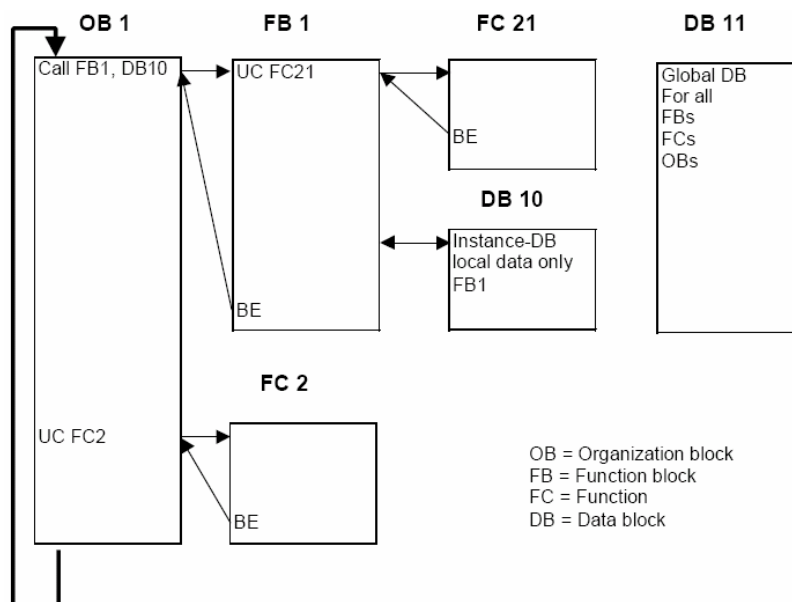 OB 1
FB 1
FC 21
DB 11
Call FB1, DB10
UC FC21
BE
Global DB
For all
FBs
FCs
OBs
DB 10
Instance-DB
local data only
FB1
BE
FC 2
UC FC2
BE
OB = Organization block
FB = Function block
FC = Function
DB = Data block